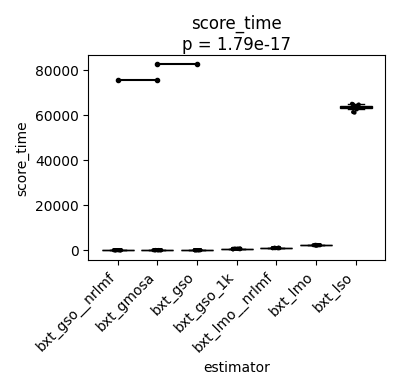 score_time
p = 1.79e-17
80000
60000
40000
20000
0
score_time
bxt_gso__nrlmf
bxt_gmosa
bxt_gso
bxt_gso_1k
bxt_lmo__nrlmf
bxt_lmo
bxt_lso
estimator